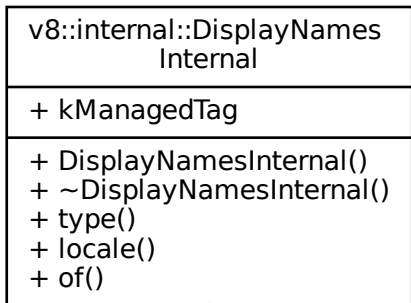 v8::internal::DisplayNames
Internal
+ kManagedTag
+ DisplayNamesInternal()
+ ~DisplayNamesInternal()
+ type()
+ locale()
+ of()